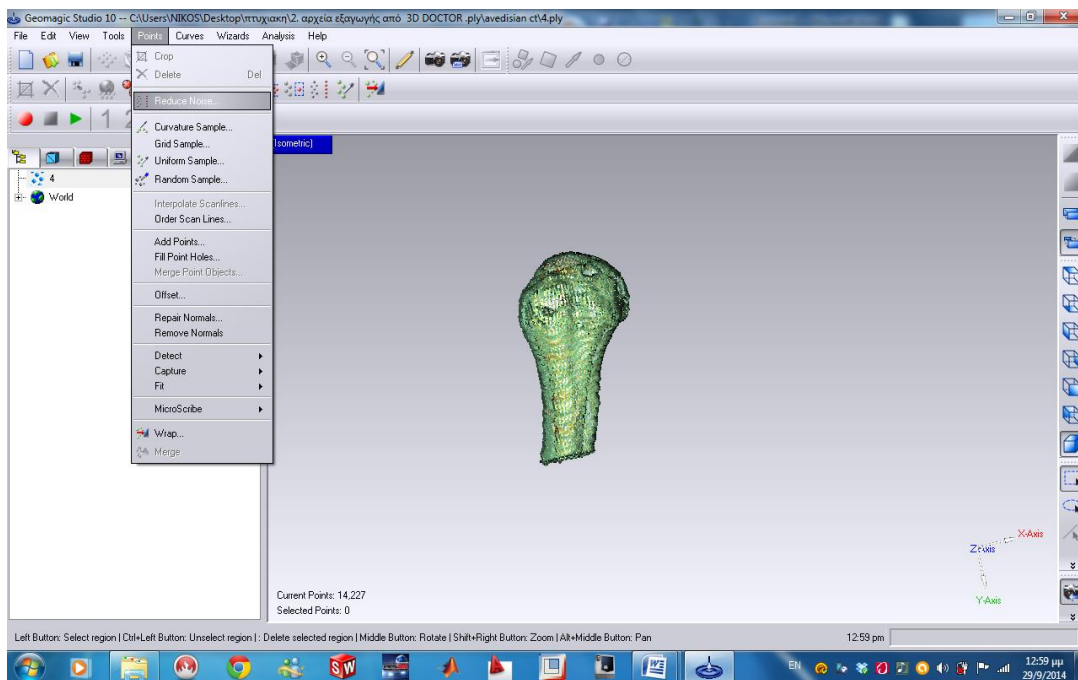 Geomagic Studio 10 -- C:\Users\NIKOS\Desktop\πτυχιακη\2. αρχεία εξαγωγής από 3D DOCTOR .ply\avedisian ct\4.ply
File Edit View Tools Points Curves Wizards Analysis Help
Crop
Delete Del
Reduce Noise...
Curvature Sample...
Grid Sample...
Uniform Sample...
Random Sample...
Interpolate Scanlines...
Order Scan Lines...
Add Points...
Fill Point Holes...
Merge Point Objects...
Offset...
Repair Normals...
Remove Normals
Detect
Capture
Fit
MicroScribe
Wrap...
Merge
1
Isometric)
4
World
X-Axis
Y-Axis
Current Points: 14,227
Selected Points: 0
Left Button: Select region | Ctrl+Left Button: Unselect region | : Delete selected region | Middle Button: Rotate | Shift+Right Button: Zoom | Alt+Middle Button: Pan
12:59 pm
SW
W
EN
12:59 μμ
29/9/2014